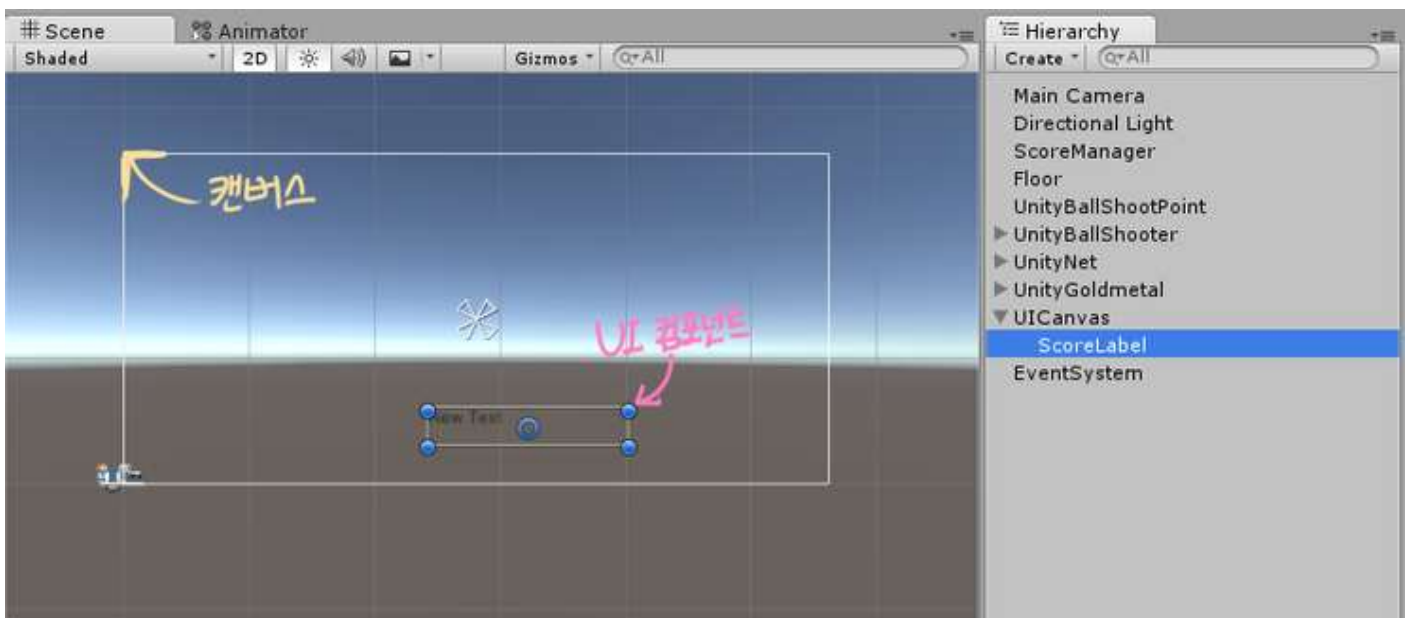 Scene
Animator
Shaded
2D
Gizmos
All
캔버스
UI 컴포넌트
New Text
Hierarchy
Create
All
Main Camera
Directional Light
ScoreManager
Floor
UnityBallShootPoint
UnityBallShooter
UnityNet
UnityGoldmetal
UICanvas
ScoreLabel
EventSystem